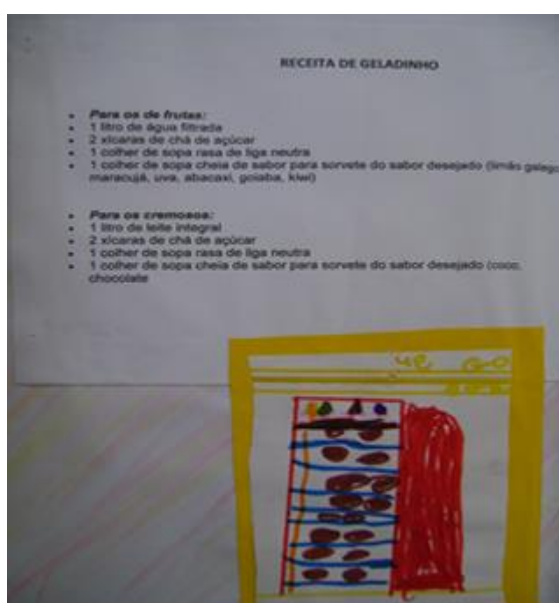 RECEITA DE GELADINHO
Para os de frutas:
1 litro de água filtrada
2 xícaras de chá de açúcar
1 colher de sopa rasa de liga neutra
1 colher de sopa cheia de sabor para sorvete do sabor desejado (limão galego,
maracujá, uva, abacaxi, goiaba, kiwi)
Para os cremosos:
1 litro de leite integral
2 xícaras de chá de açúcar
1 colher de sopa rasa de liga neutra
1 colher de sopa cheia de sabor para sorvete do sabor desejado (coco,
chocolate